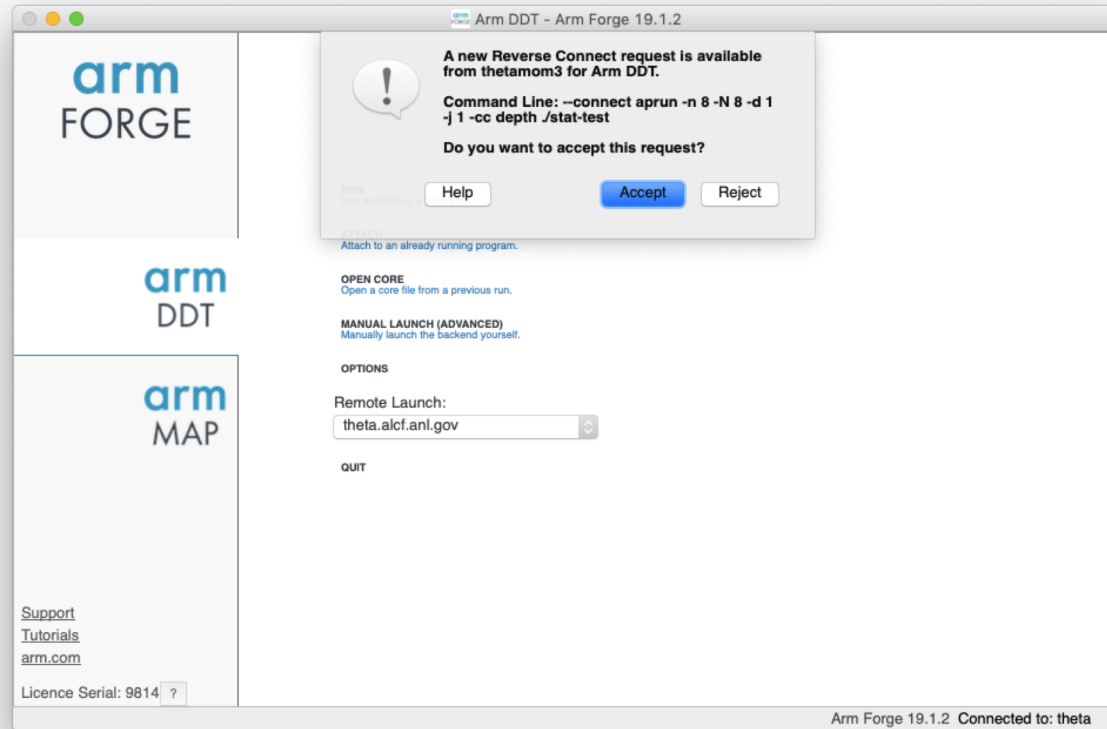 arm FORGE Arm DDT - Arm Forge 19.1.2
arm
FORGE
A new Reverse Connect request is available
from thetamom3 for Arm DDT.
Command Line: --connect aprun -n 8 -N 8 -d 1
-j 1 -cc depth ./stat-test
Do you want to accept this request?
Help
Accept
Reject
RUN
ATTACH
Attach to an already running program.
OPEN CORE
Open a core file from a previous run.
MANUAL LAUNCH (ADVANCED)
Manually launch the backend yourself.
OPTIONS
Remote Launch:
theta.alcf.anl.gov
QUIT
arm
DDT
arm
MAP
Support
Tutorials
arm.com
Licence Serial: 9814 ?
Arm Forge 19.1.2 Connected to: theta